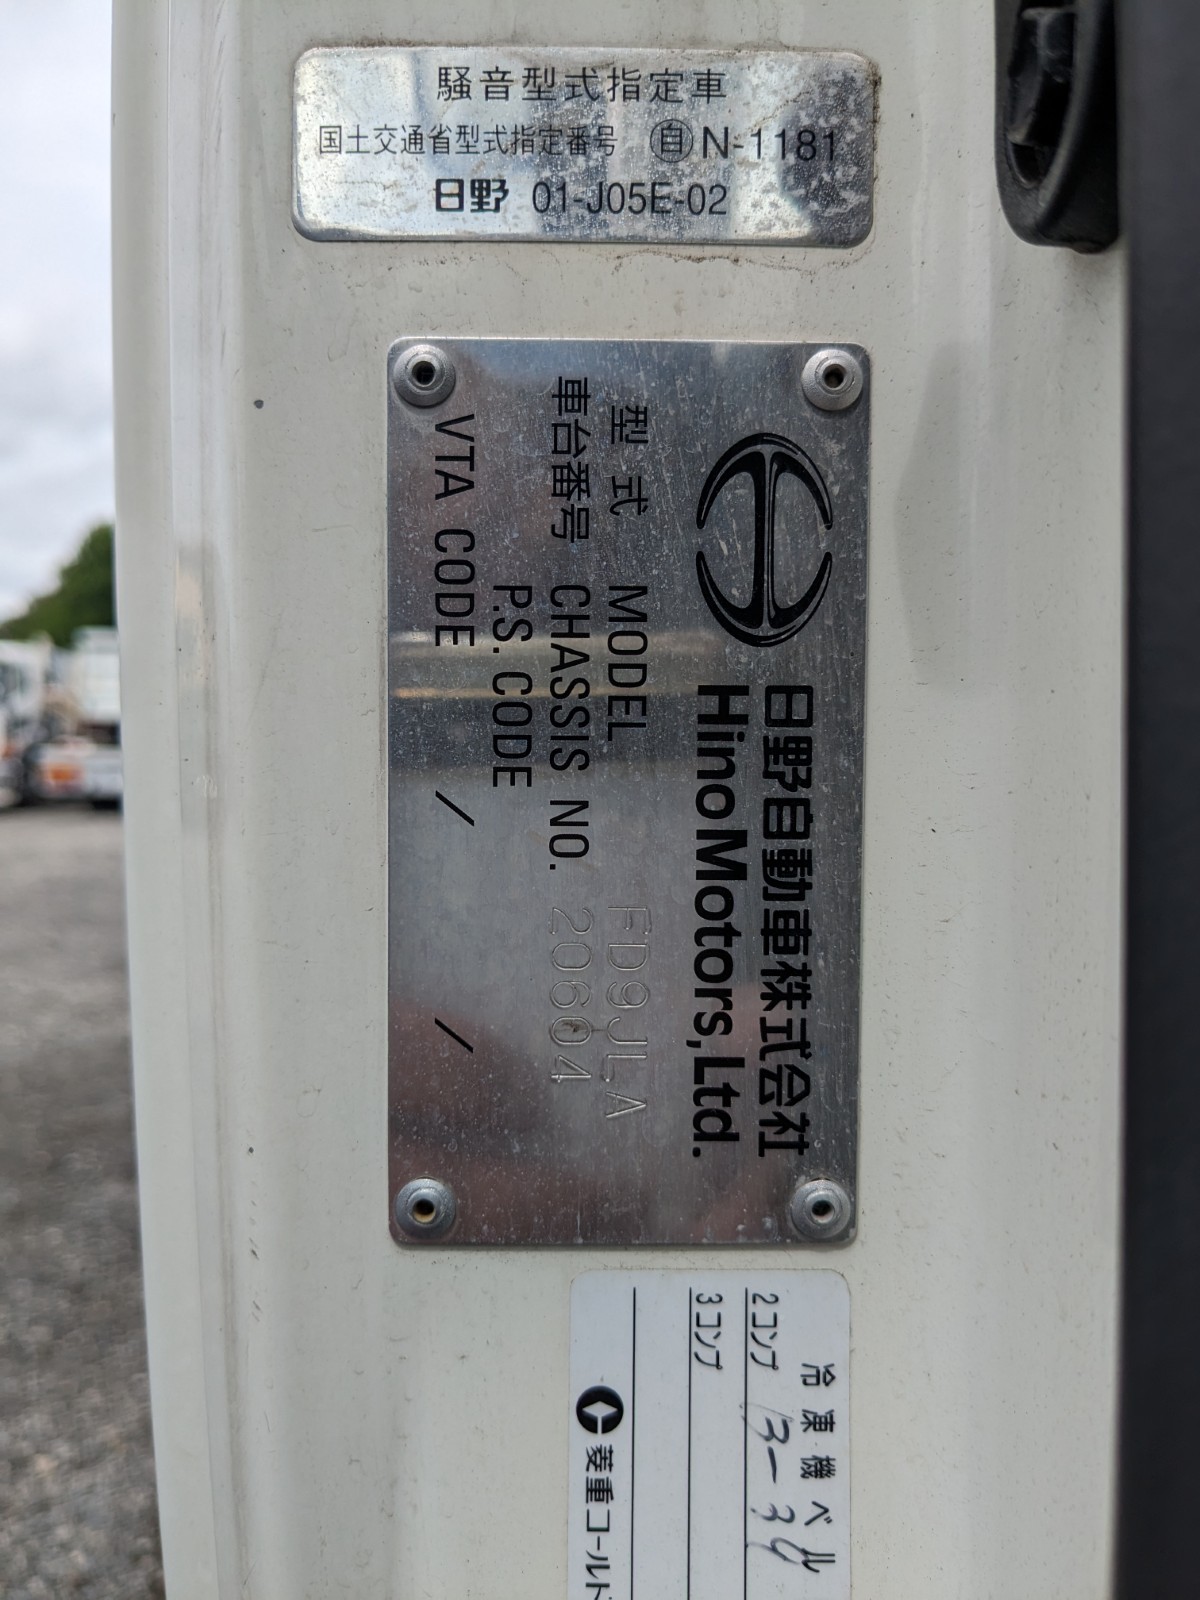 騒音型式指定車
国土交通省型式指定番号 ㊐N-1181
日野 01-J05E-02
日野自動車株式会社
Hino Motors, Ltd.
型式 MODEL FD9JLA
車台番号 CHASSIS NO. 20604
P.S. CODE
VTA CODE / /
冷凍機ベル
2コンプ B-39
3コンプ
菱重コールド